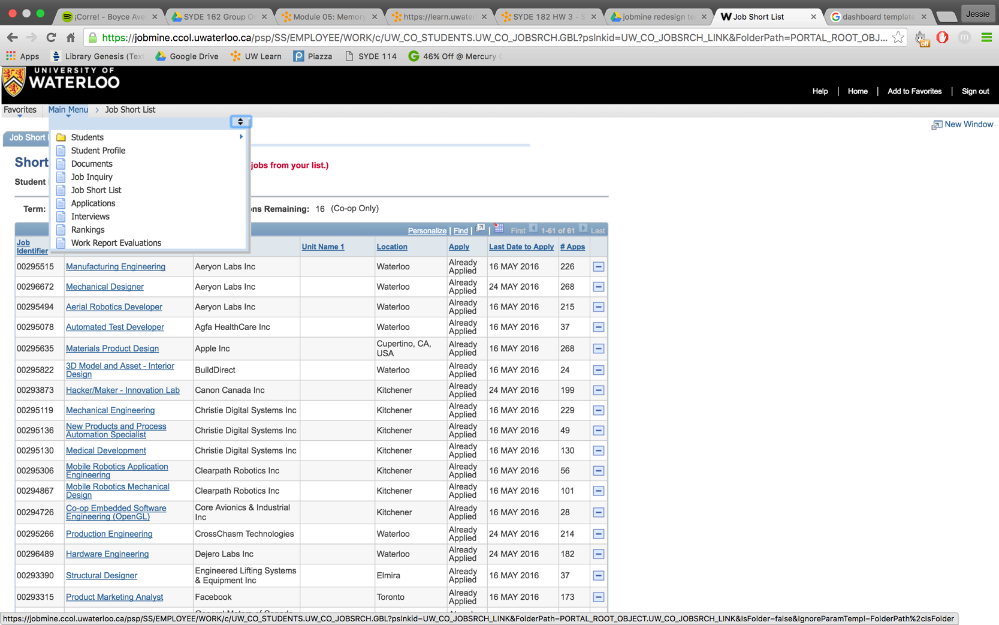 ¡Corre! - Boyce Ave
SYDE 162 Group O
Module 05: Memory
https://learn.uwater
SYDE 182 HW 3 - S
jobmine redesign te
Job Short List
dashboard template
Jessie
https://jobmine.ccol.uwaterloo.ca/psp/SS/EMPLOYEE/WORK/c/UW_CO_STUDENTS.UW_CO_JOBSRCH.GBL?pslnkid=UW_CO_JOBSRCH_LINK&FolderPath=PORTAL_ROOT_OBJ...
off
m
Apps
Library Genesis (Text
Google Drive
UW Learn
Piazza
SYDE 114
46% Off @ Mercury
UNIVERSITY OF
WATERLOO
Help | Home | Add to Favorites | Sign out
Favorites
Main Menu > Job Short List
New Window
Job Short
Students
Student Profile
Documents
Job Inquiry
Job Short List
Applications
Interviews
Rankings
Work Report Evaluations
Short
jobs from your list.)
Student
Term:
ns Remaining: 16 (Co-op Only)
Personalize | Find | | First 1-61 of 61 Last
Job Identifier Unit Name 1 Location Apply Last Date to Apply # Apps
00295515 Manufacturing Engineering Aeryon Labs Inc Waterloo Already Applied 16 MAY 2016 226
00296672 Mechanical Designer Aeryon Labs Inc Waterloo Already Applied 24 MAY 2016 268
00295494 Aerial Robotics Developer Aeryon Labs Inc Waterloo Already Applied 16 MAY 2016 215
00295078 Automated Test Developer Agfa HealthCare Inc Waterloo Already Applied 16 MAY 2016 37
00295635 Materials Product Design Apple Inc Cupertino, CA, USA Already Applied 16 MAY 2016 268
00295822 3D Model and Asset - Interior Design BuildDirect Waterloo Already Applied 16 MAY 2016 24
00293873 Hacker/Maker - Innovation Lab Canon Canada Inc Kitchener Already Applied 24 MAY 2016 199
00295119 Mechanical Engineering Christie Digital Systems Inc Kitchener Already Applied 16 MAY 2016 229
00295136 New Products and Process Automation Specialist Christie Digital Systems Inc Kitchener Already Applied 16 MAY 2016 49
00295130 Medical Development Christie Digital Systems Inc Kitchener Already Applied 16 MAY 2016 130
00295306 Mobile Robotics Application Engineering Clearpath Robotics Inc Kitchener Already Applied 16 MAY 2016 56
00294867 Mobile Robotics Mechanical Design Clearpath Robotics Inc Kitchener Already Applied 16 MAY 2016 101
00294726 Co-op Embedded Software Engineering (OpenGL) Core Avionics & Industrial Inc Kitchener Already Applied 16 MAY 2016 28
00295266 Production Engineering CrossChasm Technologies Waterloo Already Applied 24 MAY 2016 214
00296489 Hardware Engineering Dejero Labs Inc Waterloo Already Applied 24 MAY 2016 182
00293390 Structural Designer Engineered Lifting Systems & Equipment Inc Elmira Already Applied 16 MAY 2016 37
00293315 Product Marketing Analyst Facebook Toronto Already Applied 16 MAY 2016 173
https://jobmine.ccol.uwaterloo.ca/psp/SS/EMPLOYEE/WORK/c/UW_CO_STUDENTS.UW_CO_JOBSRCH.GBL?pslnkid=UW_CO_JOBSRCH_LINK&FolderPath=PORTAL_ROOT_OBJECT.UW_CO_JOBSRCH_LINK&IsFolder=false&IgnoreParamTempl=FolderPath%2cIsFolder